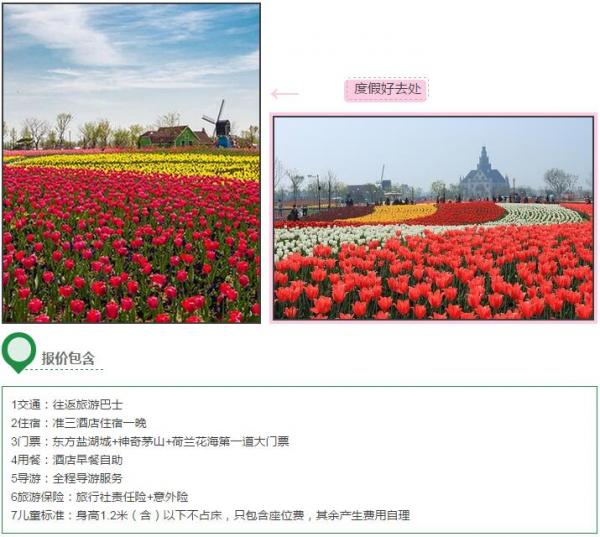 度假好去处
报价包含
1交通：往返旅游巴士
2住宿：准三酒店住宿一晚
3门票：东方盐湖城+神奇茅山+荷兰花海第一道大门票
4用餐：酒店早餐自助
5导游：全程导游服务
6旅游保险：旅行社责任险+意外险
7儿童标准：身高1.2米（含）以下不占床，只包含座位费，其余产生费用自理